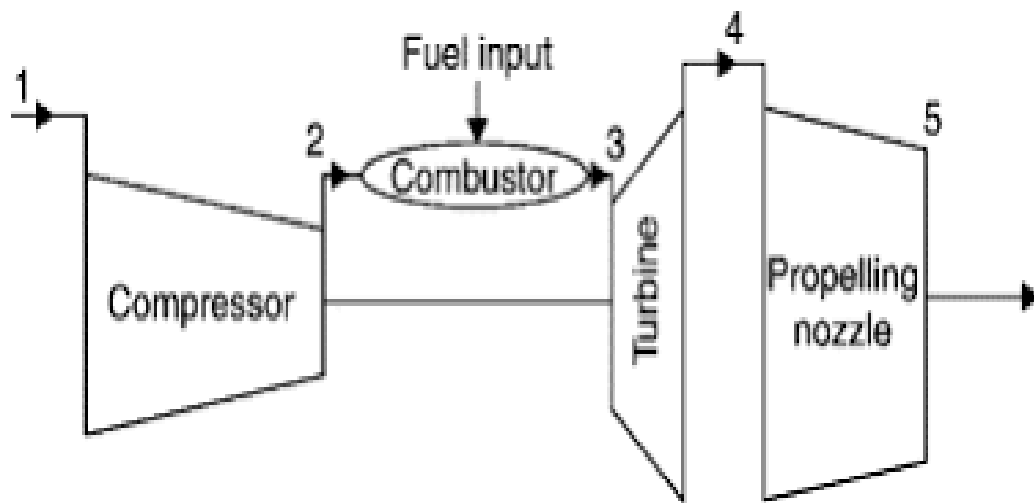 Fuel input
4
1
5
2
3
Combustor
Compressor
Turbine
Propelling
nozzle